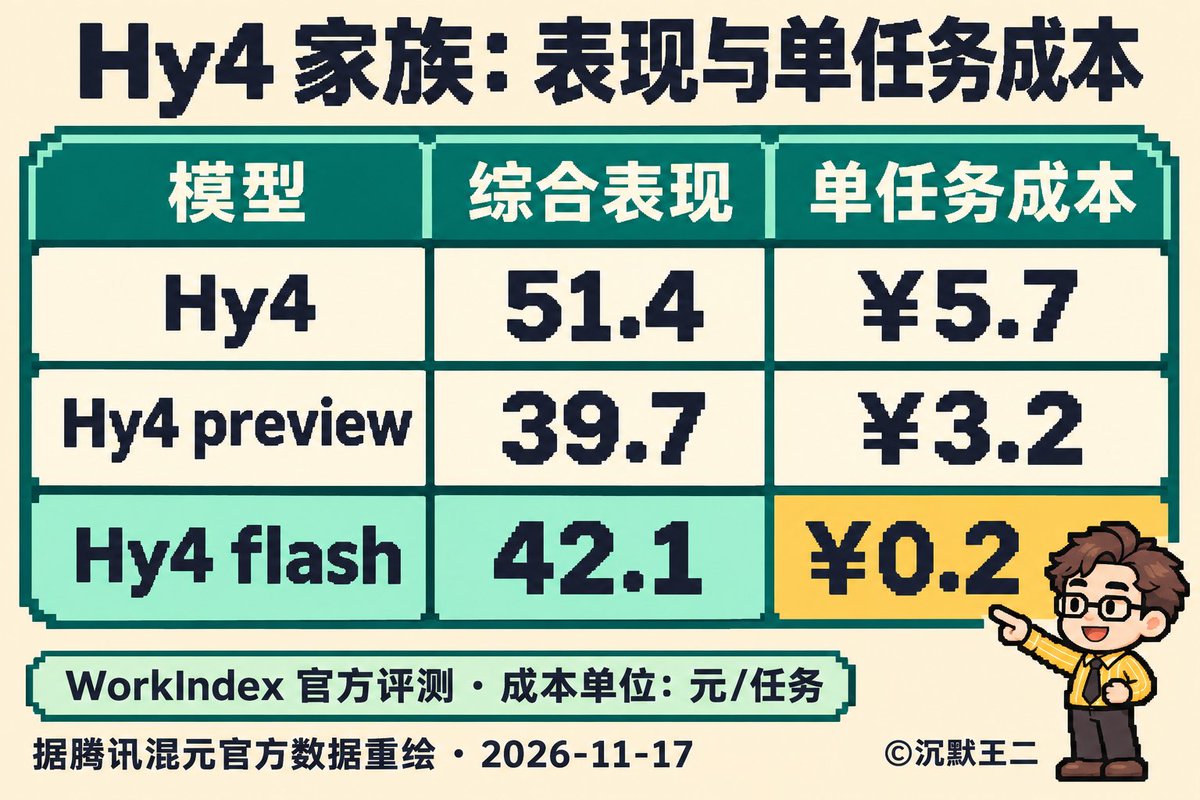 Hy4 家族：表现与单任务成本
模型 综合表现 单任务成本
Hy4 51.4 ¥5.7
Hy4 preview 39.7 ¥3.2
Hy4 flash 42.1 ¥0.2
WorkIndex 官方评测 · 成本单位：元/任务
据腾讯混元官方数据重绘 · 2026-11-17
©沉默王二